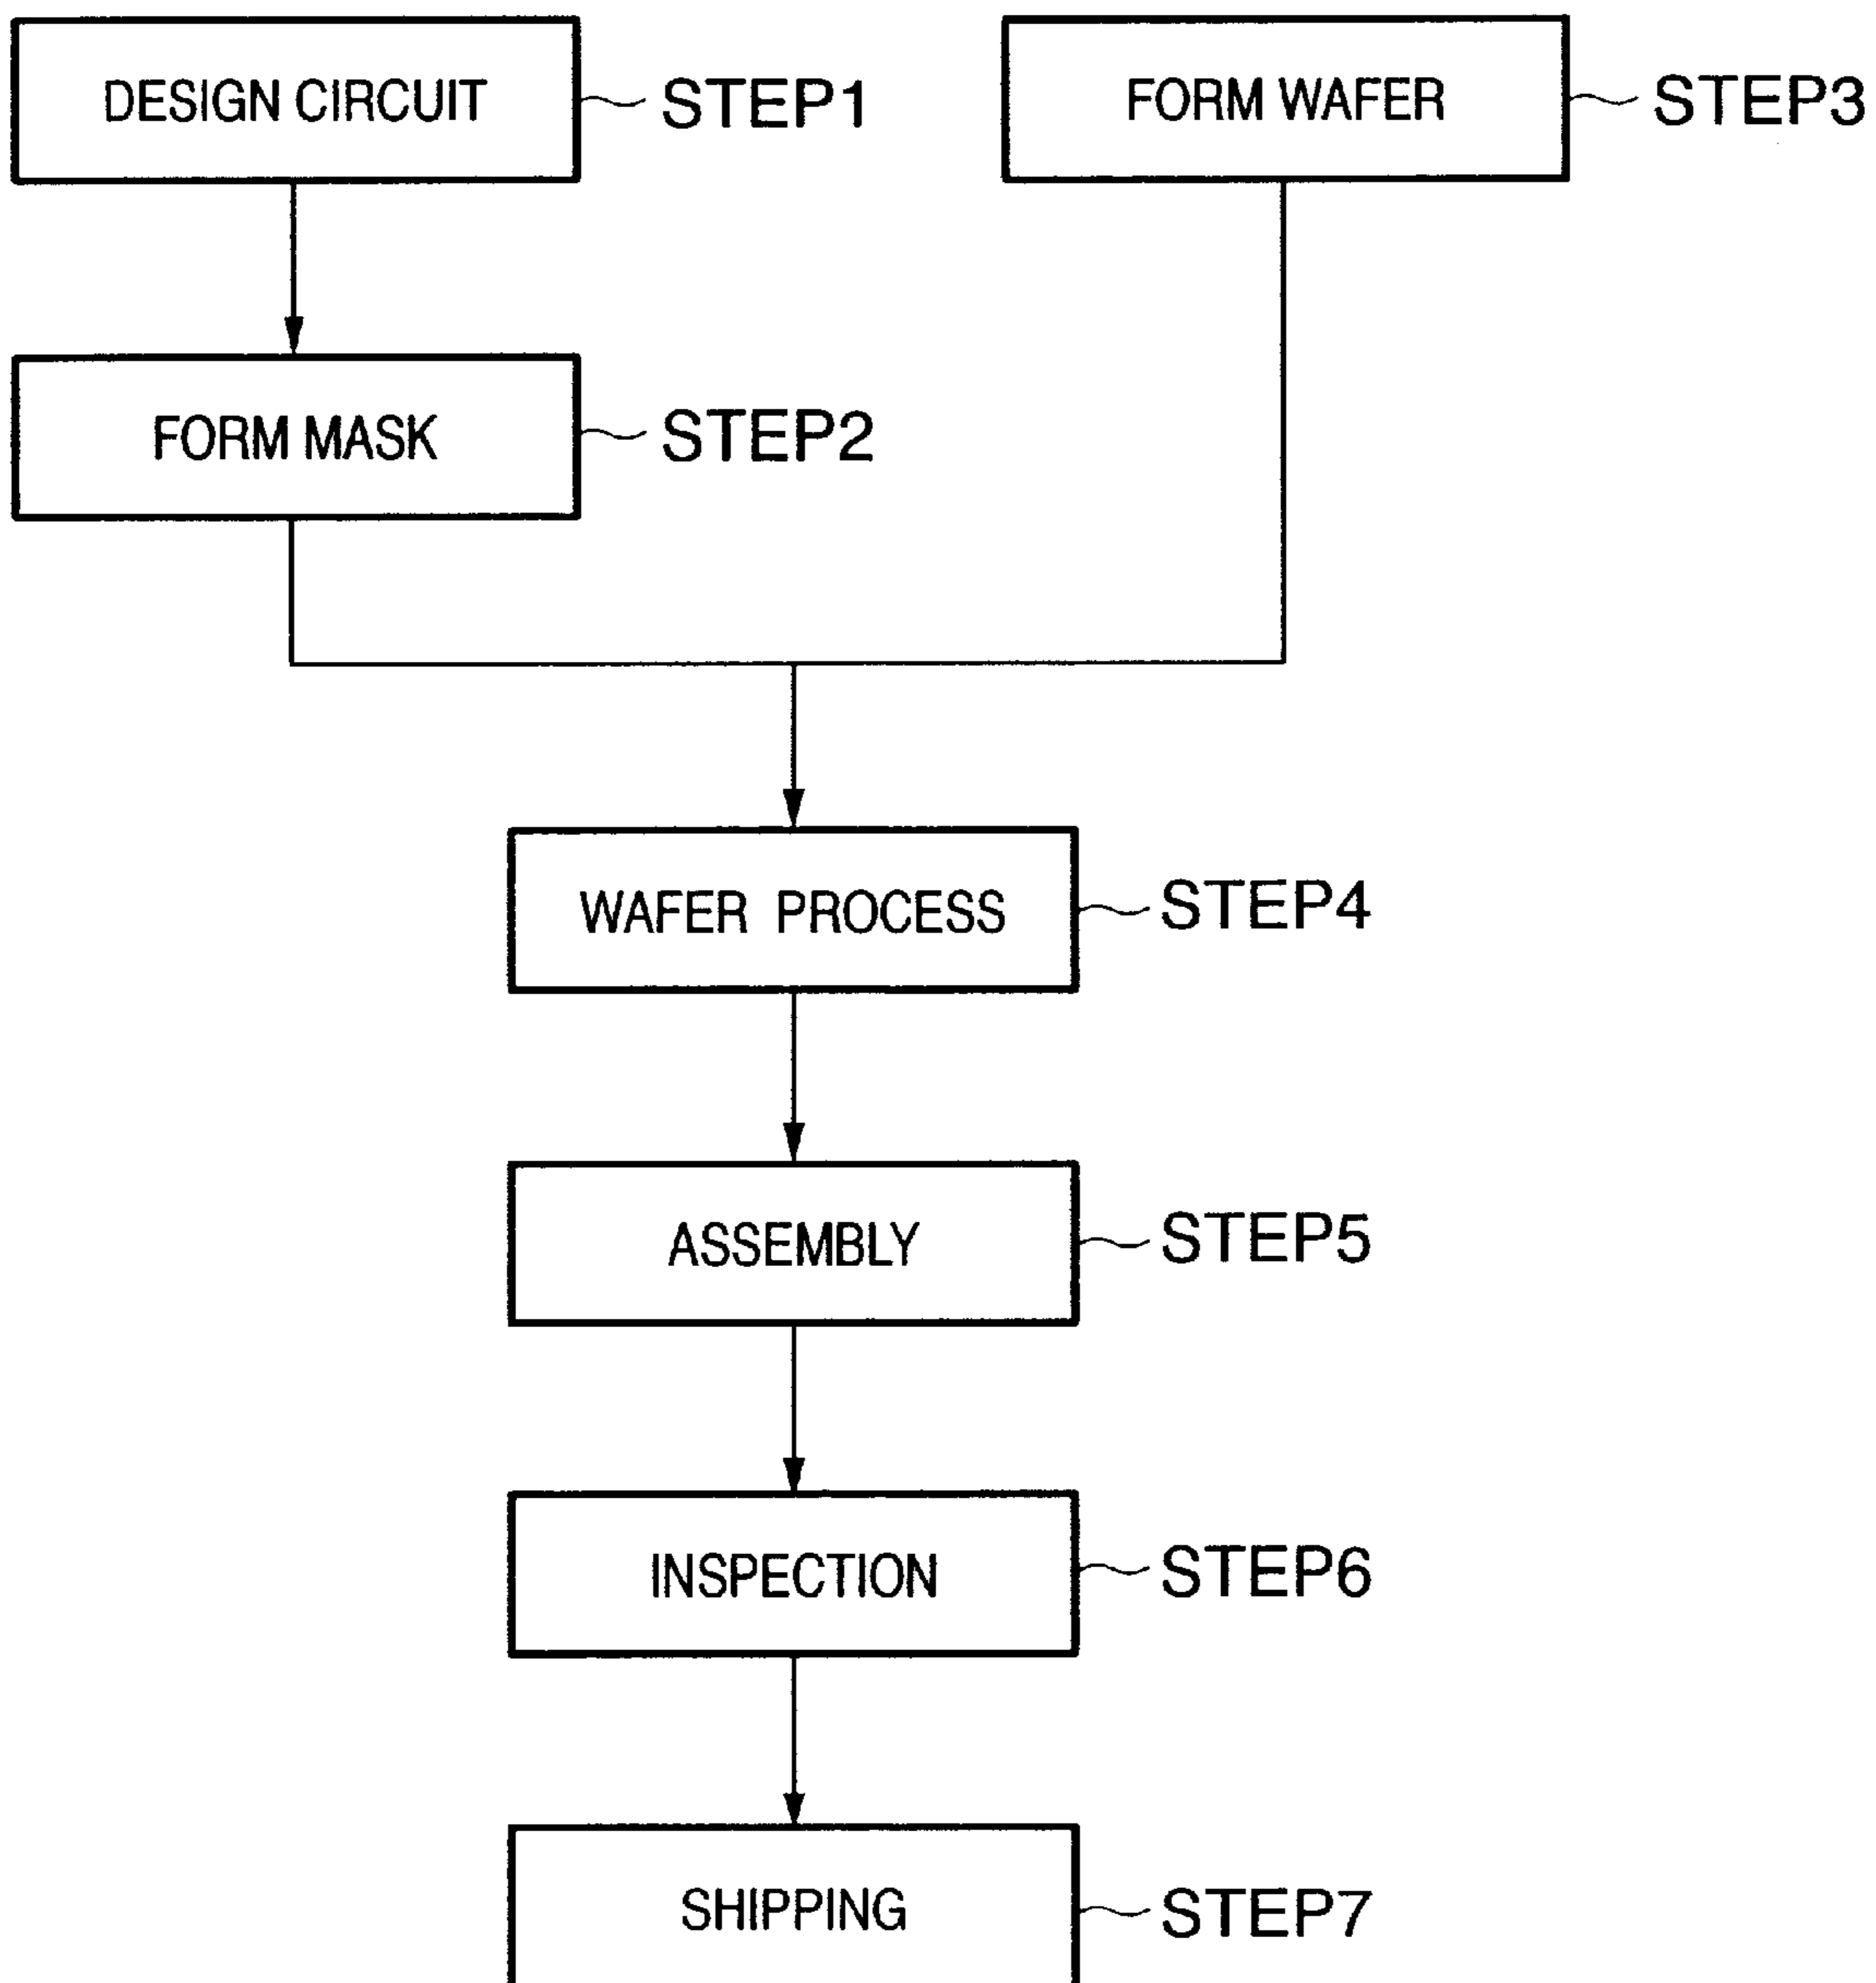 DESIGN CIRCUIT
STEP1
FORM WAFER
STEP3
FORM MASK
STEP2
WAFER PROCESS
STEP4
ASSEMBLY
STEP5
INSPECTION
STEP6
SHIPPING
STEP7